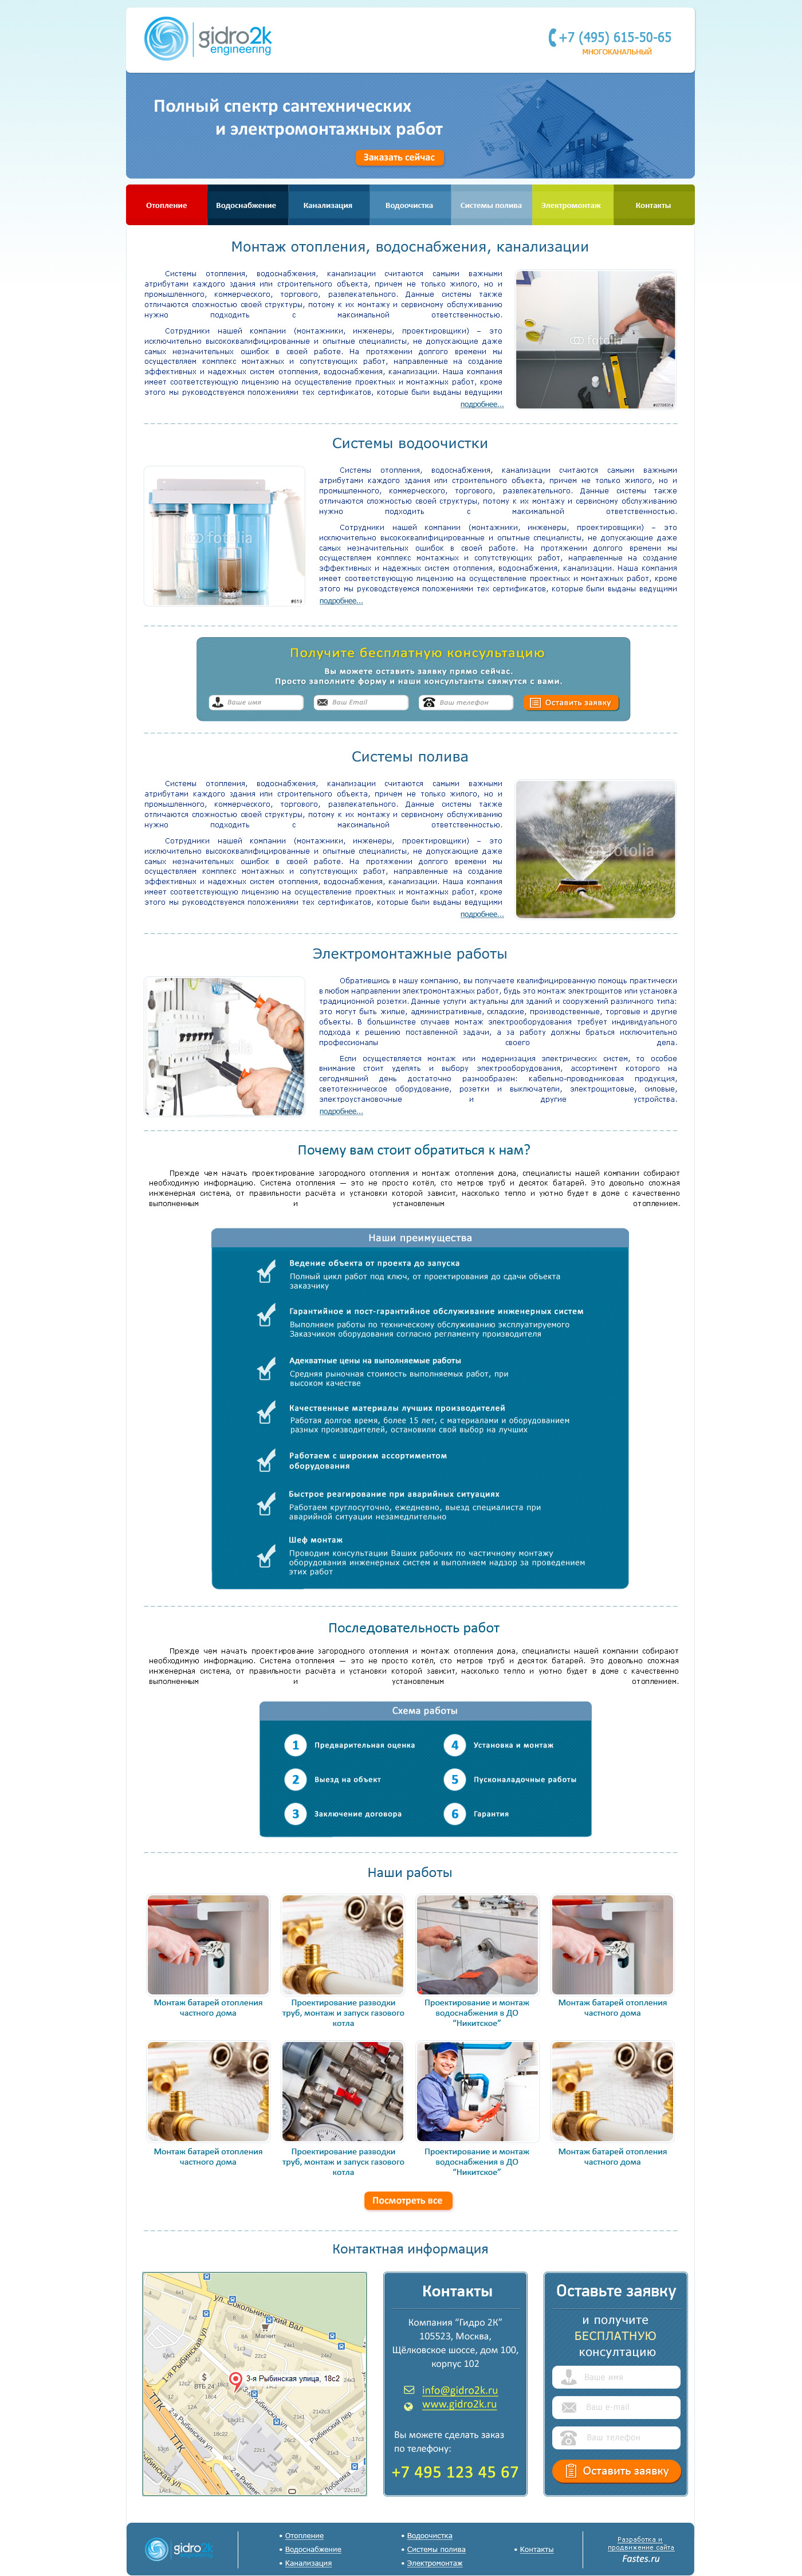 gidro2k
engineering
+7 (495) 615-50-65
МНОГОКАНАЛЬНЫЙ
Полный спектр сантехнических
и электромонтажных работ
Заказать сейчас
Отопление
Водоснабжение
Канализация
Водоочистка
Системы полива
Электромонтаж
Контакты
Монтаж отопления, водоснабжения, канализации
Системы отопления, водоснабжения, канализации считаются самыми важными
атрибутами каждого здания или строительного объекта, причем не только жилого, но и
промышленного, коммерческого, торгового, развлекательного. Данные системы также
отличаются сложностью своей структуры, потому к их монтажу и сервисному обслуживанию
нужно подходить с максимальной ответственностью.
Сотрудники нашей компании (монтажники, инженеры, проектировщики) – это
исключительно высококвалифицированные и опытные специалисты, не допускающие даже
самых незначительных ошибок в своей работе. На протяжении долгого времени мы
осуществляем комплекс монтажных и сопутствующих работ, направленные на создание
эффективных и надежных систем отопления, водоснабжения, канализации. Наша компания
имеет соответствующую лицензию на осуществление проектных и монтажных работ, кроме
этого мы руководствуемся положениями тех сертификатов, которые были выданы ведущими
подробнее...
fotolia
Системы водоочистки
Системы отопления, водоснабжения, канализации считаются самыми важными
атрибутами каждого здания или строительного объекта, причем не только жилого, но и
промышленного, коммерческого, торгового, развлекательного. Данные системы также
отличаются сложностью своей структуры, потому к их монтажу и сервисному обслуживанию
нужно подходить с максимальной ответственностью.
Сотрудники нашей компании (монтажники, инженеры, проектировщики) – это
исключительно высококвалифицированные и опытные специалисты, не допускающие даже
самых незначительных ошибок в своей работе. На протяжении долгого времени мы
осуществляем комплекс монтажных и сопутствующих работ, направленные на создание
эффективных и надежных систем отопления, водоснабжения, канализации. Наша компания
имеет соответствующую лицензию на осуществление проектных и монтажных работ, кроме
этого мы руководствуемся положениями тех сертификатов, которые были выданы ведущими
подробнее...
fotolia
Получите бесплатную консультацию
Вы можете оставить заявку прямо сейчас.
Просто заполните форму и наши консультанты свяжутся с вами.
Ваше имя
Ваш Email
Ваш телефон
Оставить заявку
Системы полива
Системы отопления, водоснабжения, канализации считаются самыми важными
атрибутами каждого здания или строительного объекта, причем не только жилого, но и
промышленного, коммерческого, торгового, развлекательного. Данные системы также
отличаются сложностью своей структуры, потому к их монтажу и сервисному обслуживанию
нужно подходить с максимальной ответственностью.
Сотрудники нашей компании (монтажники, инженеры, проектировщики) – это
исключительно высококвалифицированные и опытные специалисты, не допускающие даже
самых незначительных ошибок в своей работе. На протяжении долгого времени мы
осуществляем комплекс монтажных и сопутствующих работ, направленные на создание
эффективных и надежных систем отопления, водоснабжения, канализации. Наша компания
имеет соответствующую лицензию на осуществление проектных и монтажных работ, кроме
этого мы руководствуемся положениями тех сертификатов, которые были выданы ведущими
подробнее...
fotolia
Электромонтажные работы
Обратившись в нашу компанию, вы получаете квалифицированную помощь практически
в любом направлении электромонтажных работ, будь это монтаж электрощитов или установка
традиционной розетки. Данные услуги актуальны для зданий и сооружений различного типа:
это могут быть жилые, административные, складские, производственные, торговые и другие
объекты. В большинстве случаев монтаж электрооборудования требует индивидуального
подхода к решению поставленной задачи, а за работу должны браться исключительно
профессионалы своего дела.
Если осуществляется монтаж или модернизация электрических систем, то особое
внимание стоит уделять и выбору электрооборудования, ассортимент которого на
сегодняшний день достаточно разнообразен: кабельно-проводниковая продукция,
светотехническое оборудование, розетки и выключатели, электрощитовые, силовые,
электроустановочные и другие устройства.
подробнее...
Почему вам стоит обратиться к нам?
Прежде чем начать проектирование загородного отопления и монтаж отопления дома, специалисты нашей компании собирают
необходимую информацию. Система отопления — это не просто котёл, сто метров труб и десяток батарей. Это довольно сложная
инженерная система, от правильности расчёта и установки которой зависит, насколько тепло и уютно будет в доме с качественно
выполненным и установленым отоплением.
Наши преимущества
Ведение объекта от проекта до запуска
Полный цикл работ под ключ, от проектирования до сдачи объекта
заказчику
Гарантийное и пост-гарантийное обслуживание инженерных систем
Выполняем работы по техническому обслуживанию эксплуатируемого
Заказчиком оборудования согласно регламенту производителя
Адекватные цены на выполняемые работы
Средняя рыночная стоимость выполняемых работ, при
высоком качестве
Качественные материалы лучших производителей
Работая долгое время, более 15 лет, с материалами и оборудованием
разных производителей, остановили свой выбор на лучших
Работаем с широким ассортиментом
оборудования
Быстрое реагирование при аварийных ситуациях
Работаем круглосуточно, ежедневно, выезд специалиста при
аварийной ситуации незамедлительно
Шеф монтаж
Проводим консультации Ваших рабочих по частичному монтажу
оборудования инженерных систем и выполняем надзор за проведением
этих работ
Последовательность работ
Прежде чем начать проектирование загородного отопления и монтаж отопления дома, специалисты нашей компании собирают
необходимую информацию. Система отопления — это не просто котёл, сто метров труб и десяток батарей. Это довольно сложная
инженерная система, от правильности расчёта и установки которой зависит, насколько тепло и уютно будет в доме с качественно
выполненным и установленым отоплением.
Схема работы
1 Предварительная оценка
2 Выезд на объект
3 Заключение договора
4 Установка и монтаж
5 Пусконаладочные работы
6 Гарантия
Наши работы
Монтаж батарей отопления
частного дома
Проектирование разводки
труб, монтаж и запуск газового
котла
Проектирование и монтаж
водоснабжения в ДО
“Никитское”
Монтаж батарей отопления
частного дома
Монтаж батарей отопления
частного дома
Проектирование разводки
труб, монтаж и запуск газового
котла
Проектирование и монтаж
водоснабжения в ДО
“Никитское”
Монтаж батарей отопления
частного дома
Посмотреть все
Контактная информация
ул. Сокольнический Вал
Магнит
1-я Рыбинская ул.
ВТБ 24
3-я Рыбинская улица, 18с2
ТТК
2-я Рыбинская ул.
3-я Рыбинская ул.
Рыбинский пер.
ТТК
Контакты
Компания “Гидро 2К”
105523, Москва,
Щёлковское шоссе, дом 100,
корпус 102
info@gidro2k.ru
www.gidro2k.ru
Вы можете сделать заказ
по телефону:
+7 495 123 45 67
Оставьте заявку
и получите
БЕСПЛАТНУЮ
консултацию
Ваше имя
Ваш e-mail
Ваш телефон
Оставить заявку
gidro2k
Отопление
Водоснабжение
Канализация
Водоочистка
Системы полива
Электромонтаж
Контакты
Разработка и
продвижение сайта
Fastes.ru